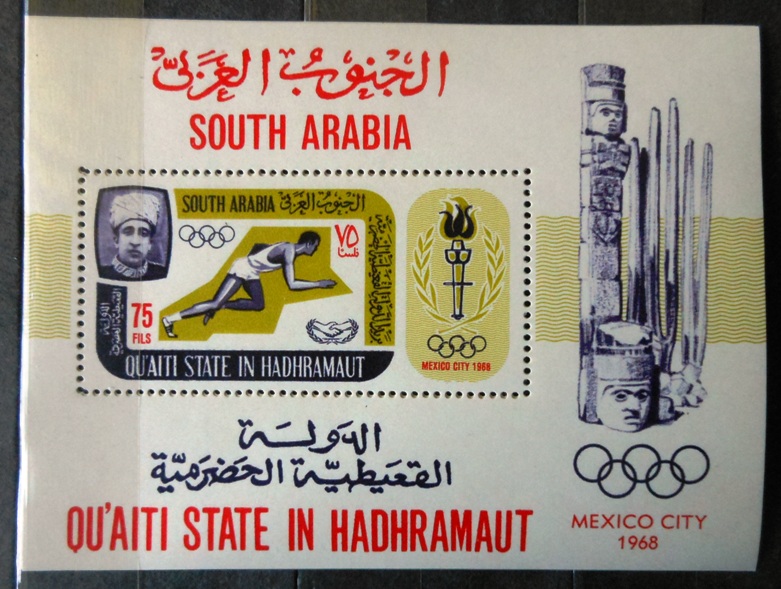 الجنوب العربي
SOUTH ARABIA
SOUTH ARABIA الجنوب العربي
٧٥
فلسا
75
FILS
QU'AITI STATE IN HADHRAMAUT
MEXICO CITY 1968
الدولة
القعيطية الحضرمية
QU'AITI STATE IN HADHRAMAUT
MEXICO CITY
1968